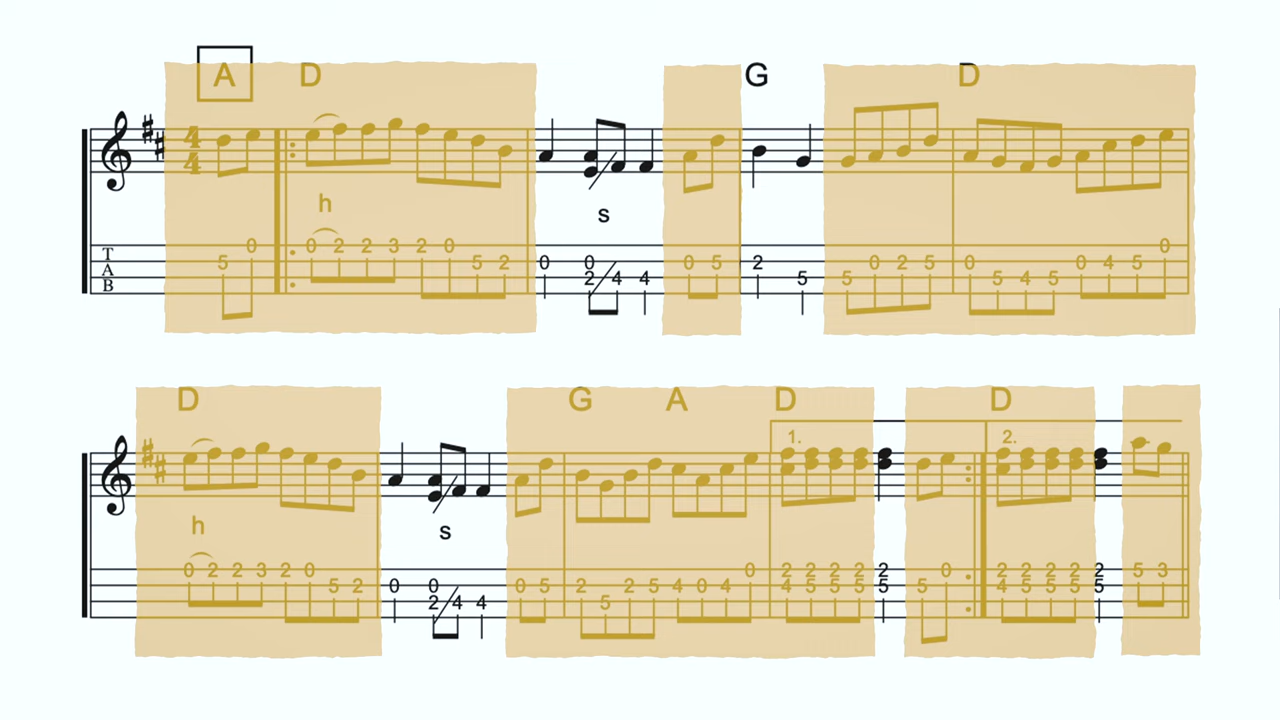 A D G D
4
4
h s
T 0 0 2 2 3 2 0 0
A 5 5 2 0 0 0 5 2 0 2 5 0 0 4 5
B 2 4 4 5 5 5 4 5
D G A D D
1. 2.
h s
0 2 2 3 2 0 0 2 2 2 2 2 0 2 2 2 2 2 5 3
5 2 0 0 0 5 2 2 5 4 0 4 4 5 5 5 5 5 4 5 5 5 5
2 4 4 5